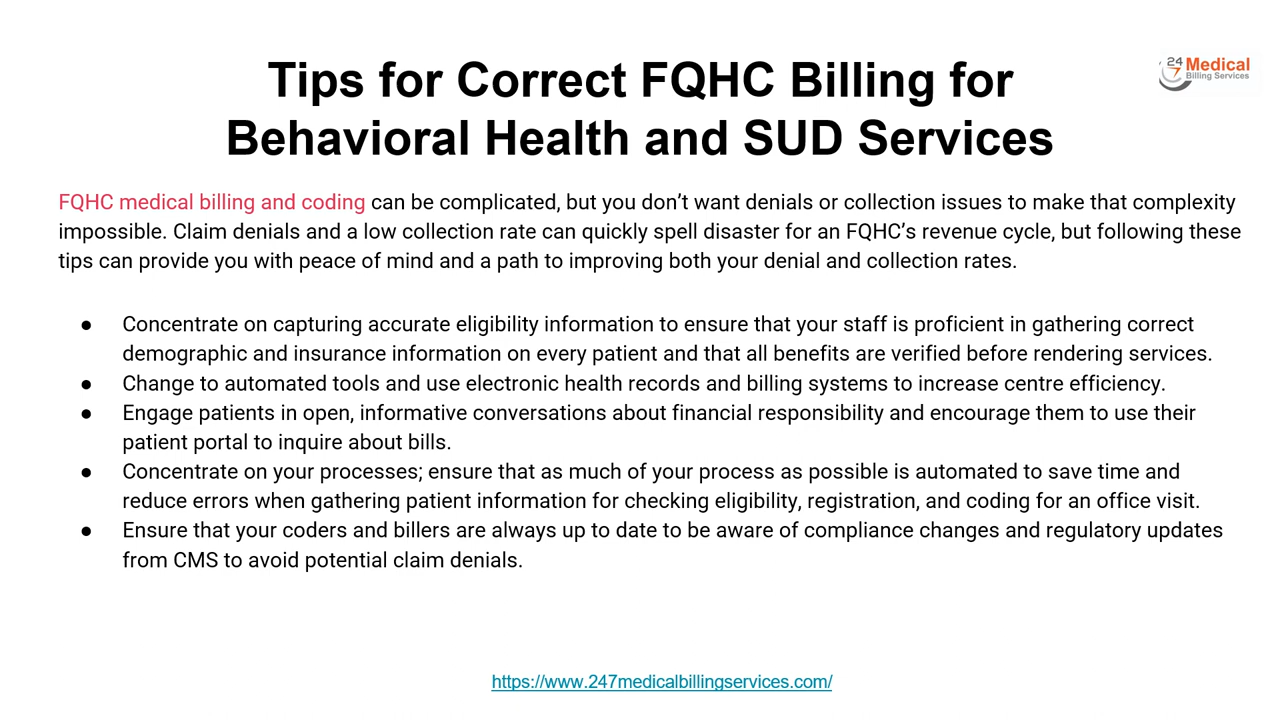 Tips for Correct FQHC Billing for
Behavioral Health and SUD Services
24
7
Medical
Billing Services
FQHC medical billing and coding can be complicated, but you don’t want denials or collection issues to make that complexity
impossible. Claim denials and a low collection rate can quickly spell disaster for an FQHC’s revenue cycle, but following these
tips can provide you with peace of mind and a path to improving both your denial and collection rates.
● Concentrate on capturing accurate eligibility information to ensure that your staff is proficient in gathering correct
demographic and insurance information on every patient and that all benefits are verified before rendering services.
● Change to automated tools and use electronic health records and billing systems to increase centre efficiency.
● Engage patients in open, informative conversations about financial responsibility and encourage them to use their
patient portal to inquire about bills.
● Concentrate on your processes; ensure that as much of your process as possible is automated to save time and
reduce errors when gathering patient information for checking eligibility, registration, and coding for an office visit.
● Ensure that your coders and billers are always up to date to be aware of compliance changes and regulatory updates
from CMS to avoid potential claim denials.
https://www.247medicalbillingservices.com/